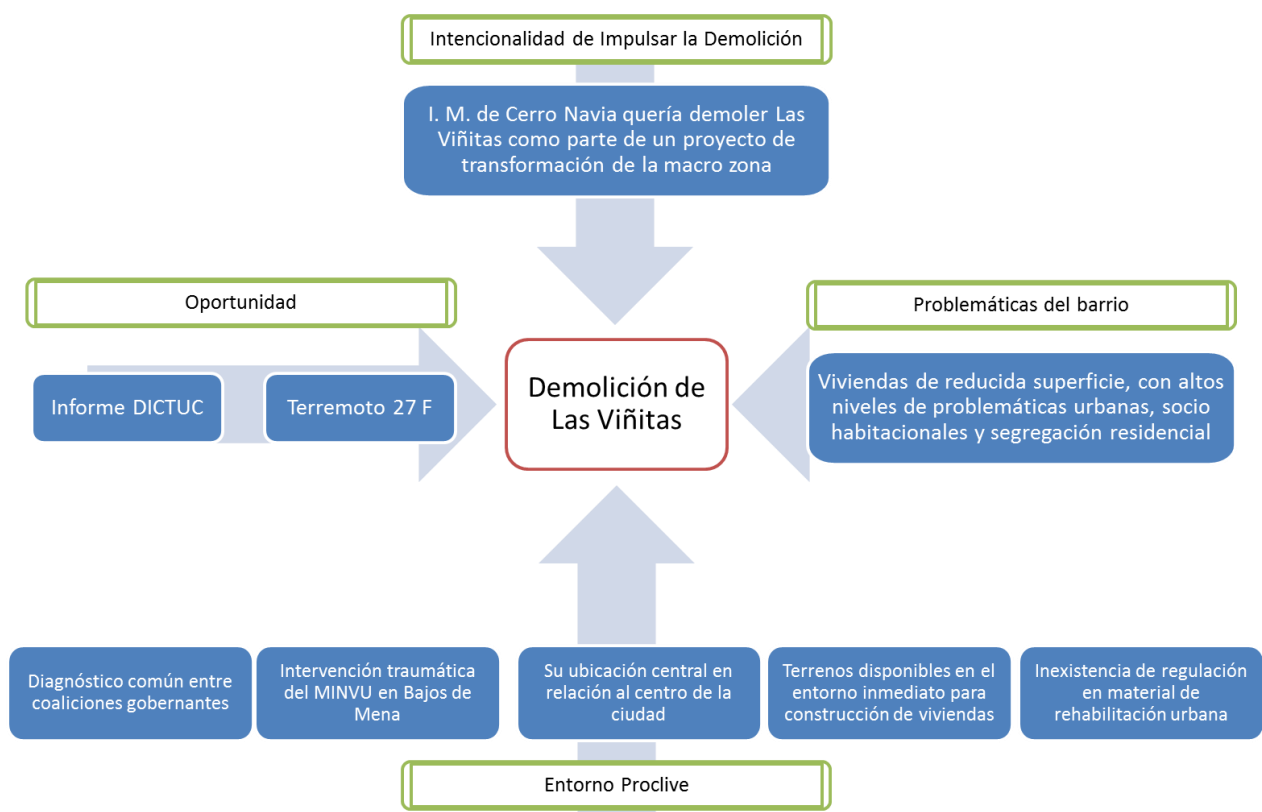 Intencionalidad de Impulsar la Demolición
I. M. de Cerro Navia quería demoler Las
Viñitas como parte de un proyecto de
transformación de la macro zona
Oportunidad
Informe DICTUC
Terremoto 27 F
Demolición de
Las Viñitas
Problemáticas del barrio
Viviendas de reducida superficie, con altos
niveles de problemáticas urbanas, socio
habitacionales y segregación residencial
Diagnóstico común entre
coaliciones gobernantes
Intervención traumática
del MINVU en Bajos de
Mena
Su ubicación central en
relación al centro de la
ciudad
Terrenos disponibles en el
entorno inmediato para
construcción de viviendas
Inexistencia de regulación
en material de
rehabilitación urbana
Entorno Proclive